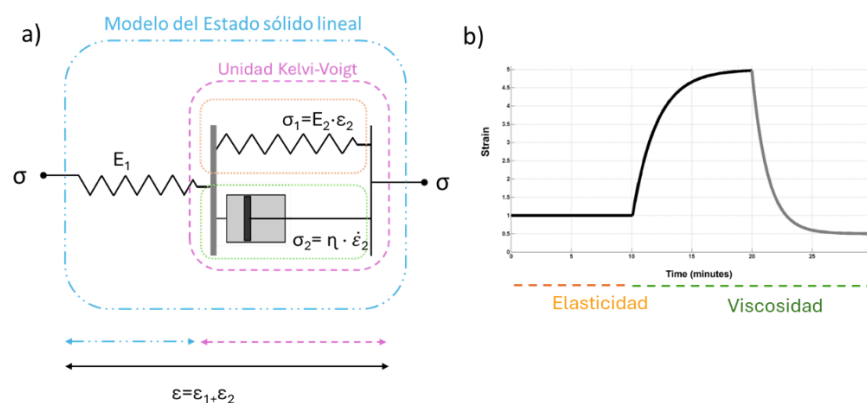 a)
Modelo del Estado sólido lineal
Unidad Kelvi-Voigt
σ₁=E₂·ε₂
E₁
σ
σ
σ₂= η · ε̇₂
ε=ε₁₊ε₂
b)
5
4.5
4
3.5
3
2.5
2
1.5
1
0.5
0
Strain
0
5
10
15
20
25
Time (minutes)
Elasticidad
Viscosidad